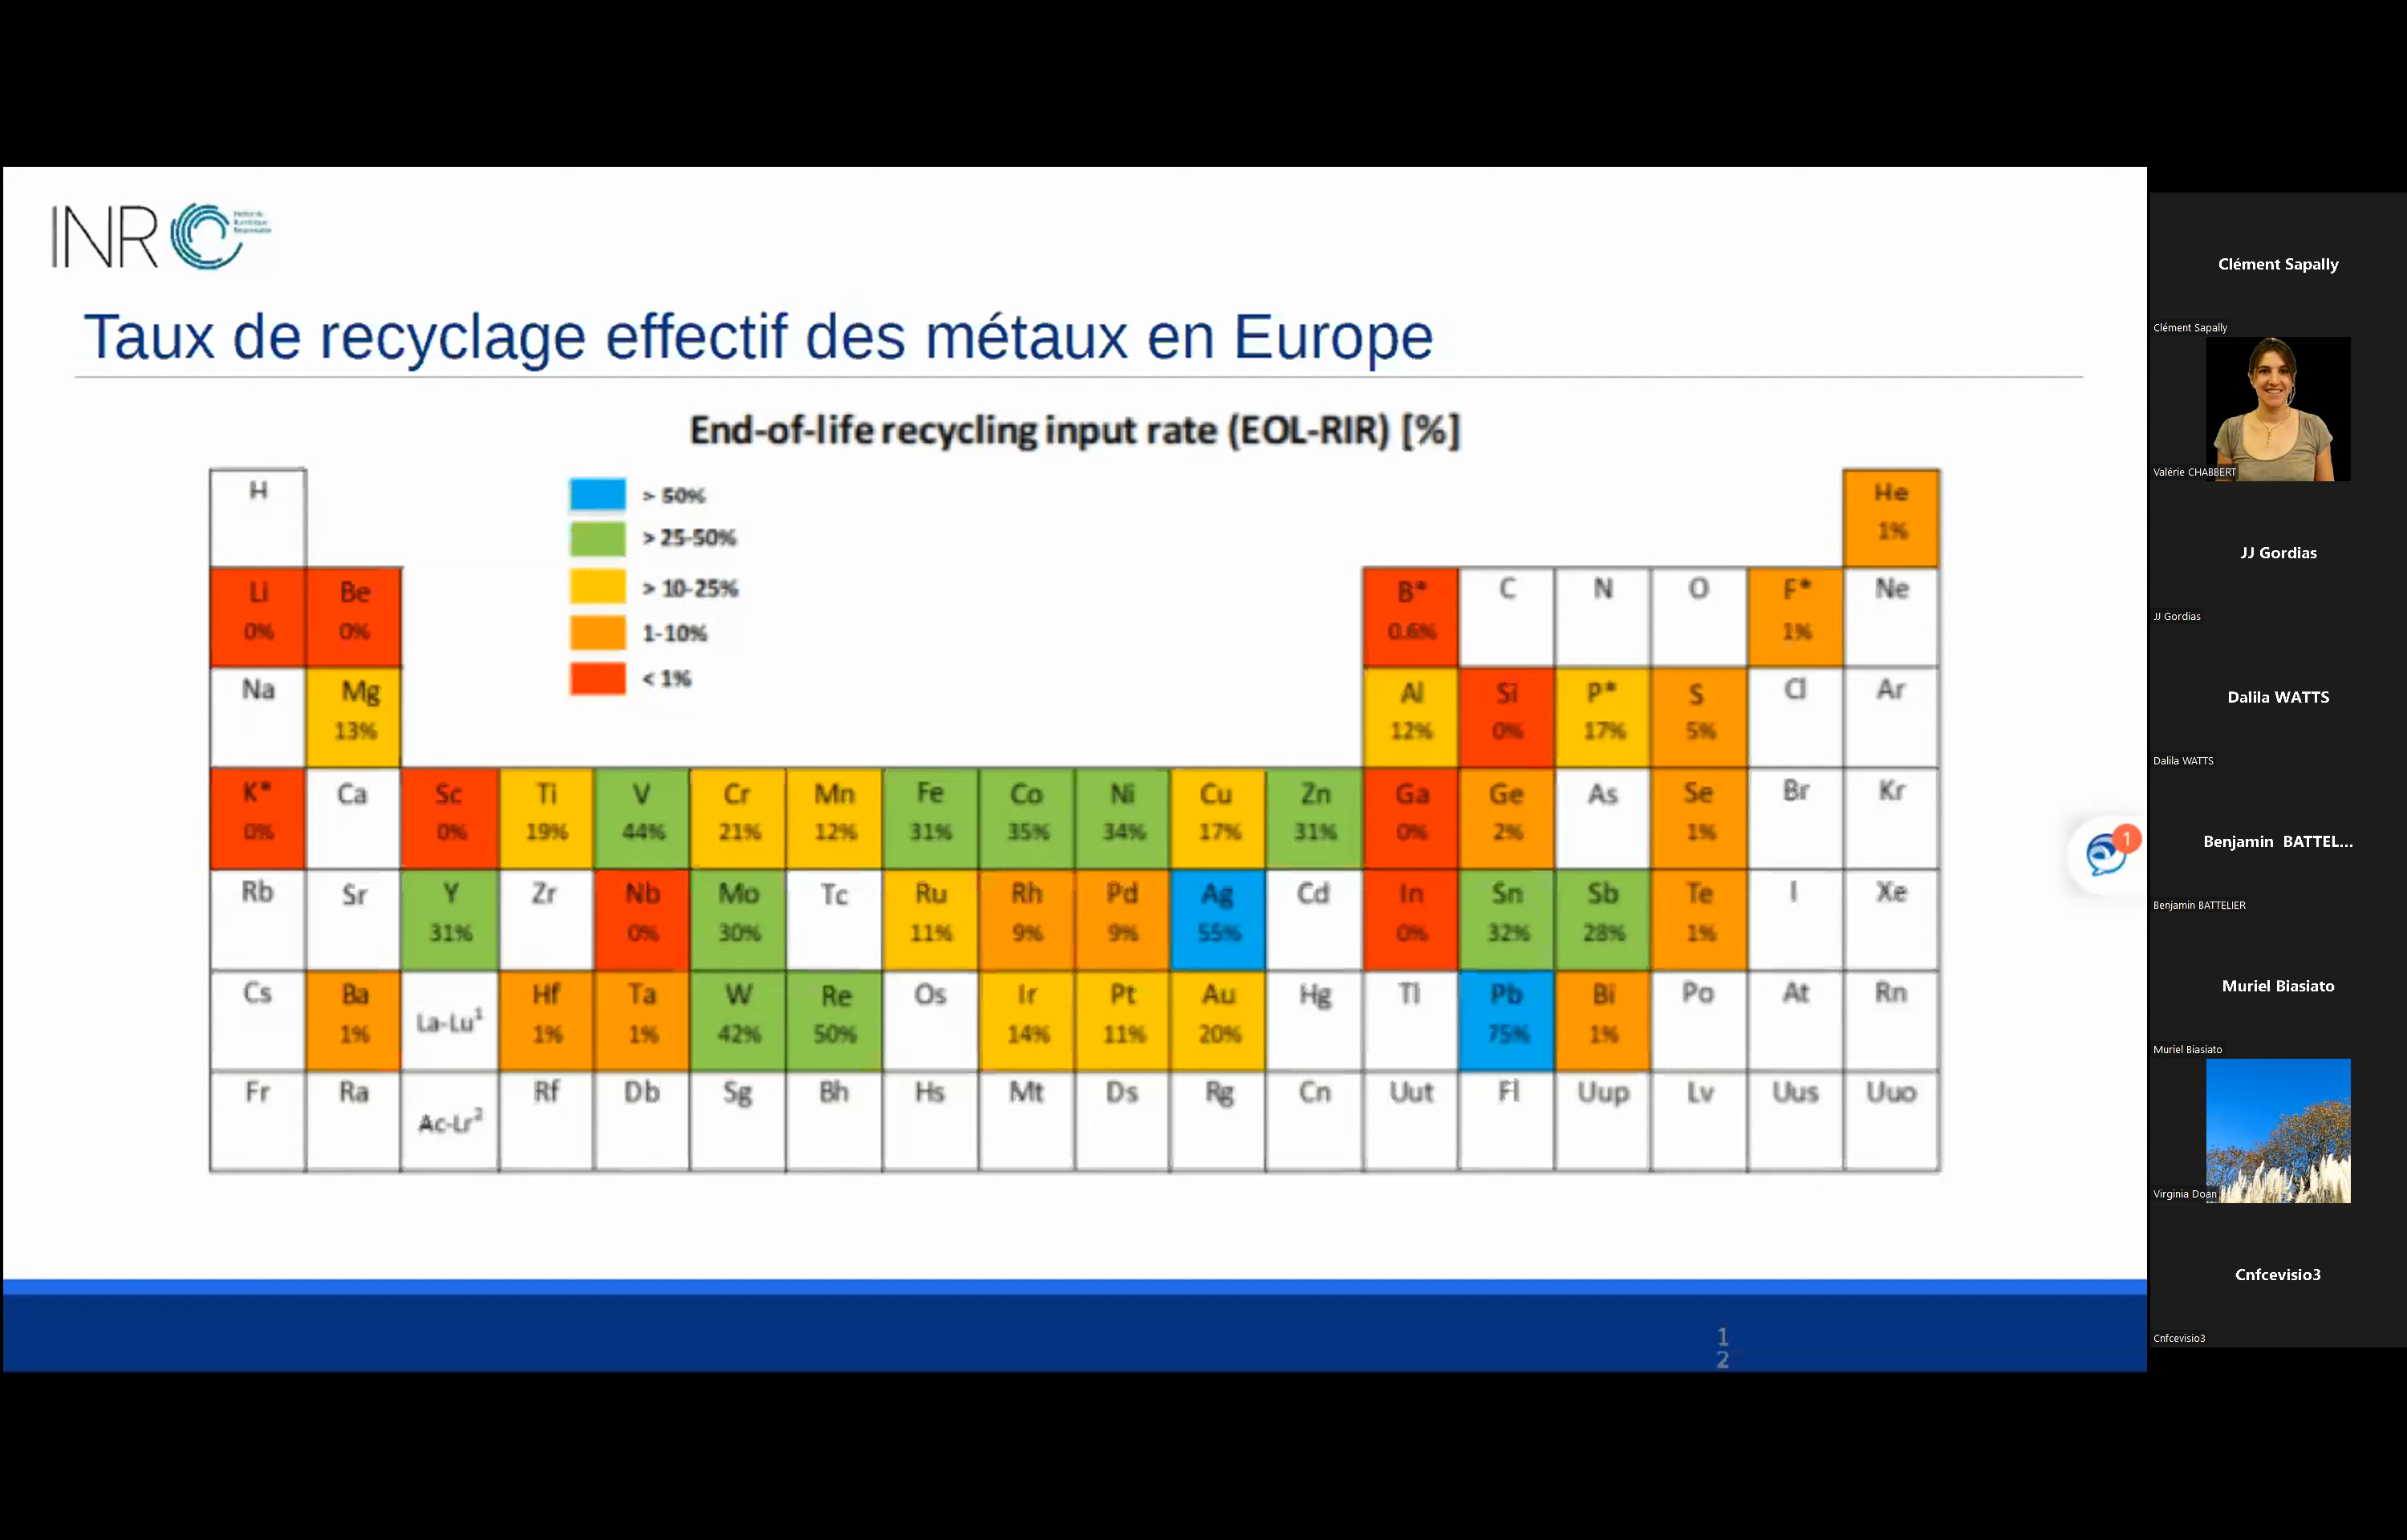 INR
Institut du
Numérique
Responsable
Taux de recyclage effectif des métaux en Europe
End-of-life recycling input rate (EOL-RIR) [%]
> 50%
> 25-50%
> 10-25%
1-10%
< 1%
H He
1%
Li Be B* C N O F* Ne
0% 0% 0.6% 1%
Na Mg Al Si P* S Cl Ar
13% 12% 0% 17% 5%
K* Ca Sc Ti V Cr Mn Fe Co Ni Cu Zn Ga Ge As Se Br Kr
0% 0% 19% 44% 21% 12% 31% 35% 34% 17% 31% 0% 2% 1%
Rb Sr Y Zr Nb Mo Tc Ru Rh Pd Ag Cd In Sn Sb Te I Xe
31% 0% 30% 11% 9% 9% 55% 0% 32% 28% 1%
Cs Ba La-Lu¹ Hf Ta W Re Os Ir Pt Au Hg Tl Pb Bi Po At Rn
1% 1% 1% 42% 50% 14% 11% 20% 75% 1%
Fr Ra Ac-Lr² Rf Db Sg Bh Hs Mt Ds Rg Cn Uut Fl Uup Lv Uus Uuo
1
2
1
Clément Sapally
Clément Sapally
Valérie CHABBERT
JJ Gordias
JJ Gordias
Dalila WATTS
Dalila WATTS
Benjamin BATTEL...
Benjamin BATTELIER
Muriel Biasiato
Muriel Biasiato
Virginia Doan
Cnfcevisio3
Cnfcevisio3